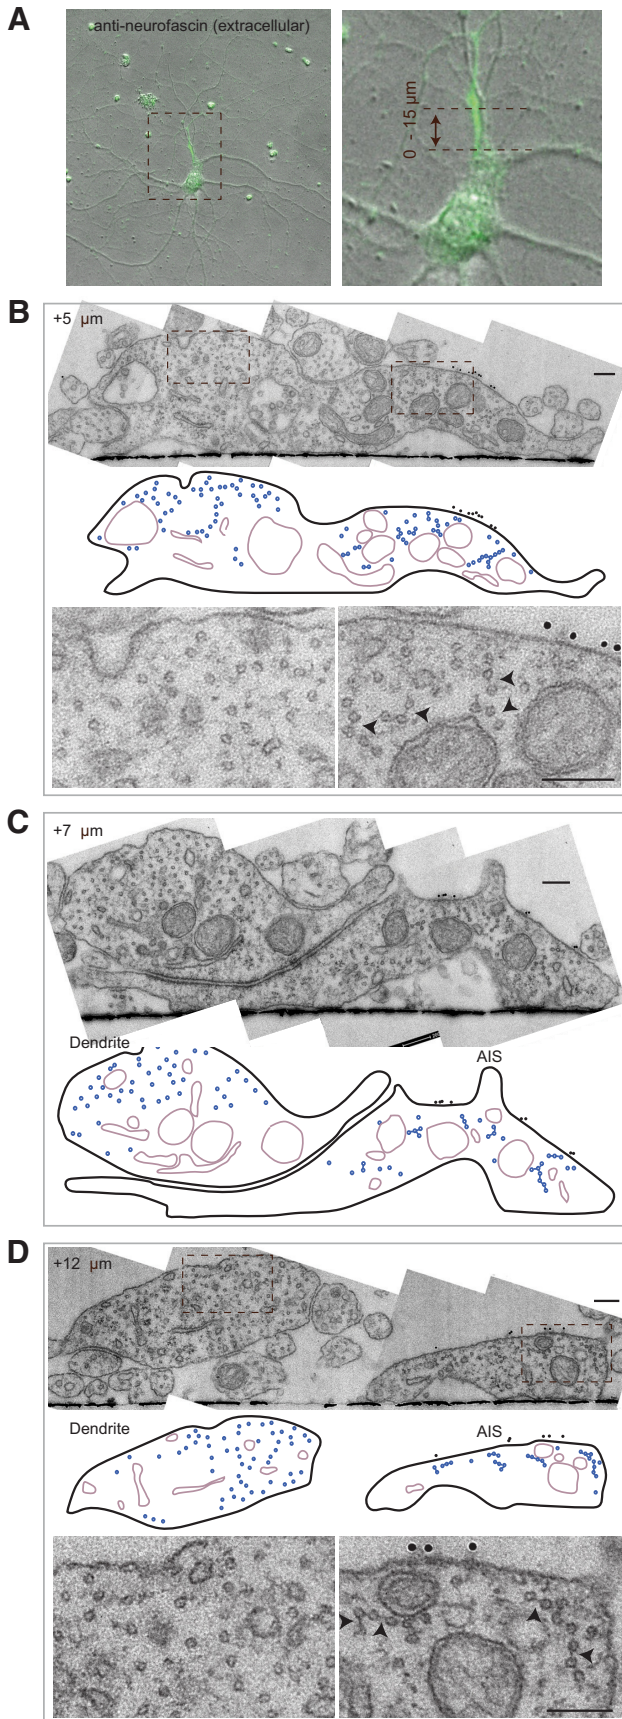 A
anti-neurofascin (extracellular)
0 - 15 µm
B
+5 µm
C
+7 µm
Dendrite
AIS
D
+12 µm
Dendrite
AIS